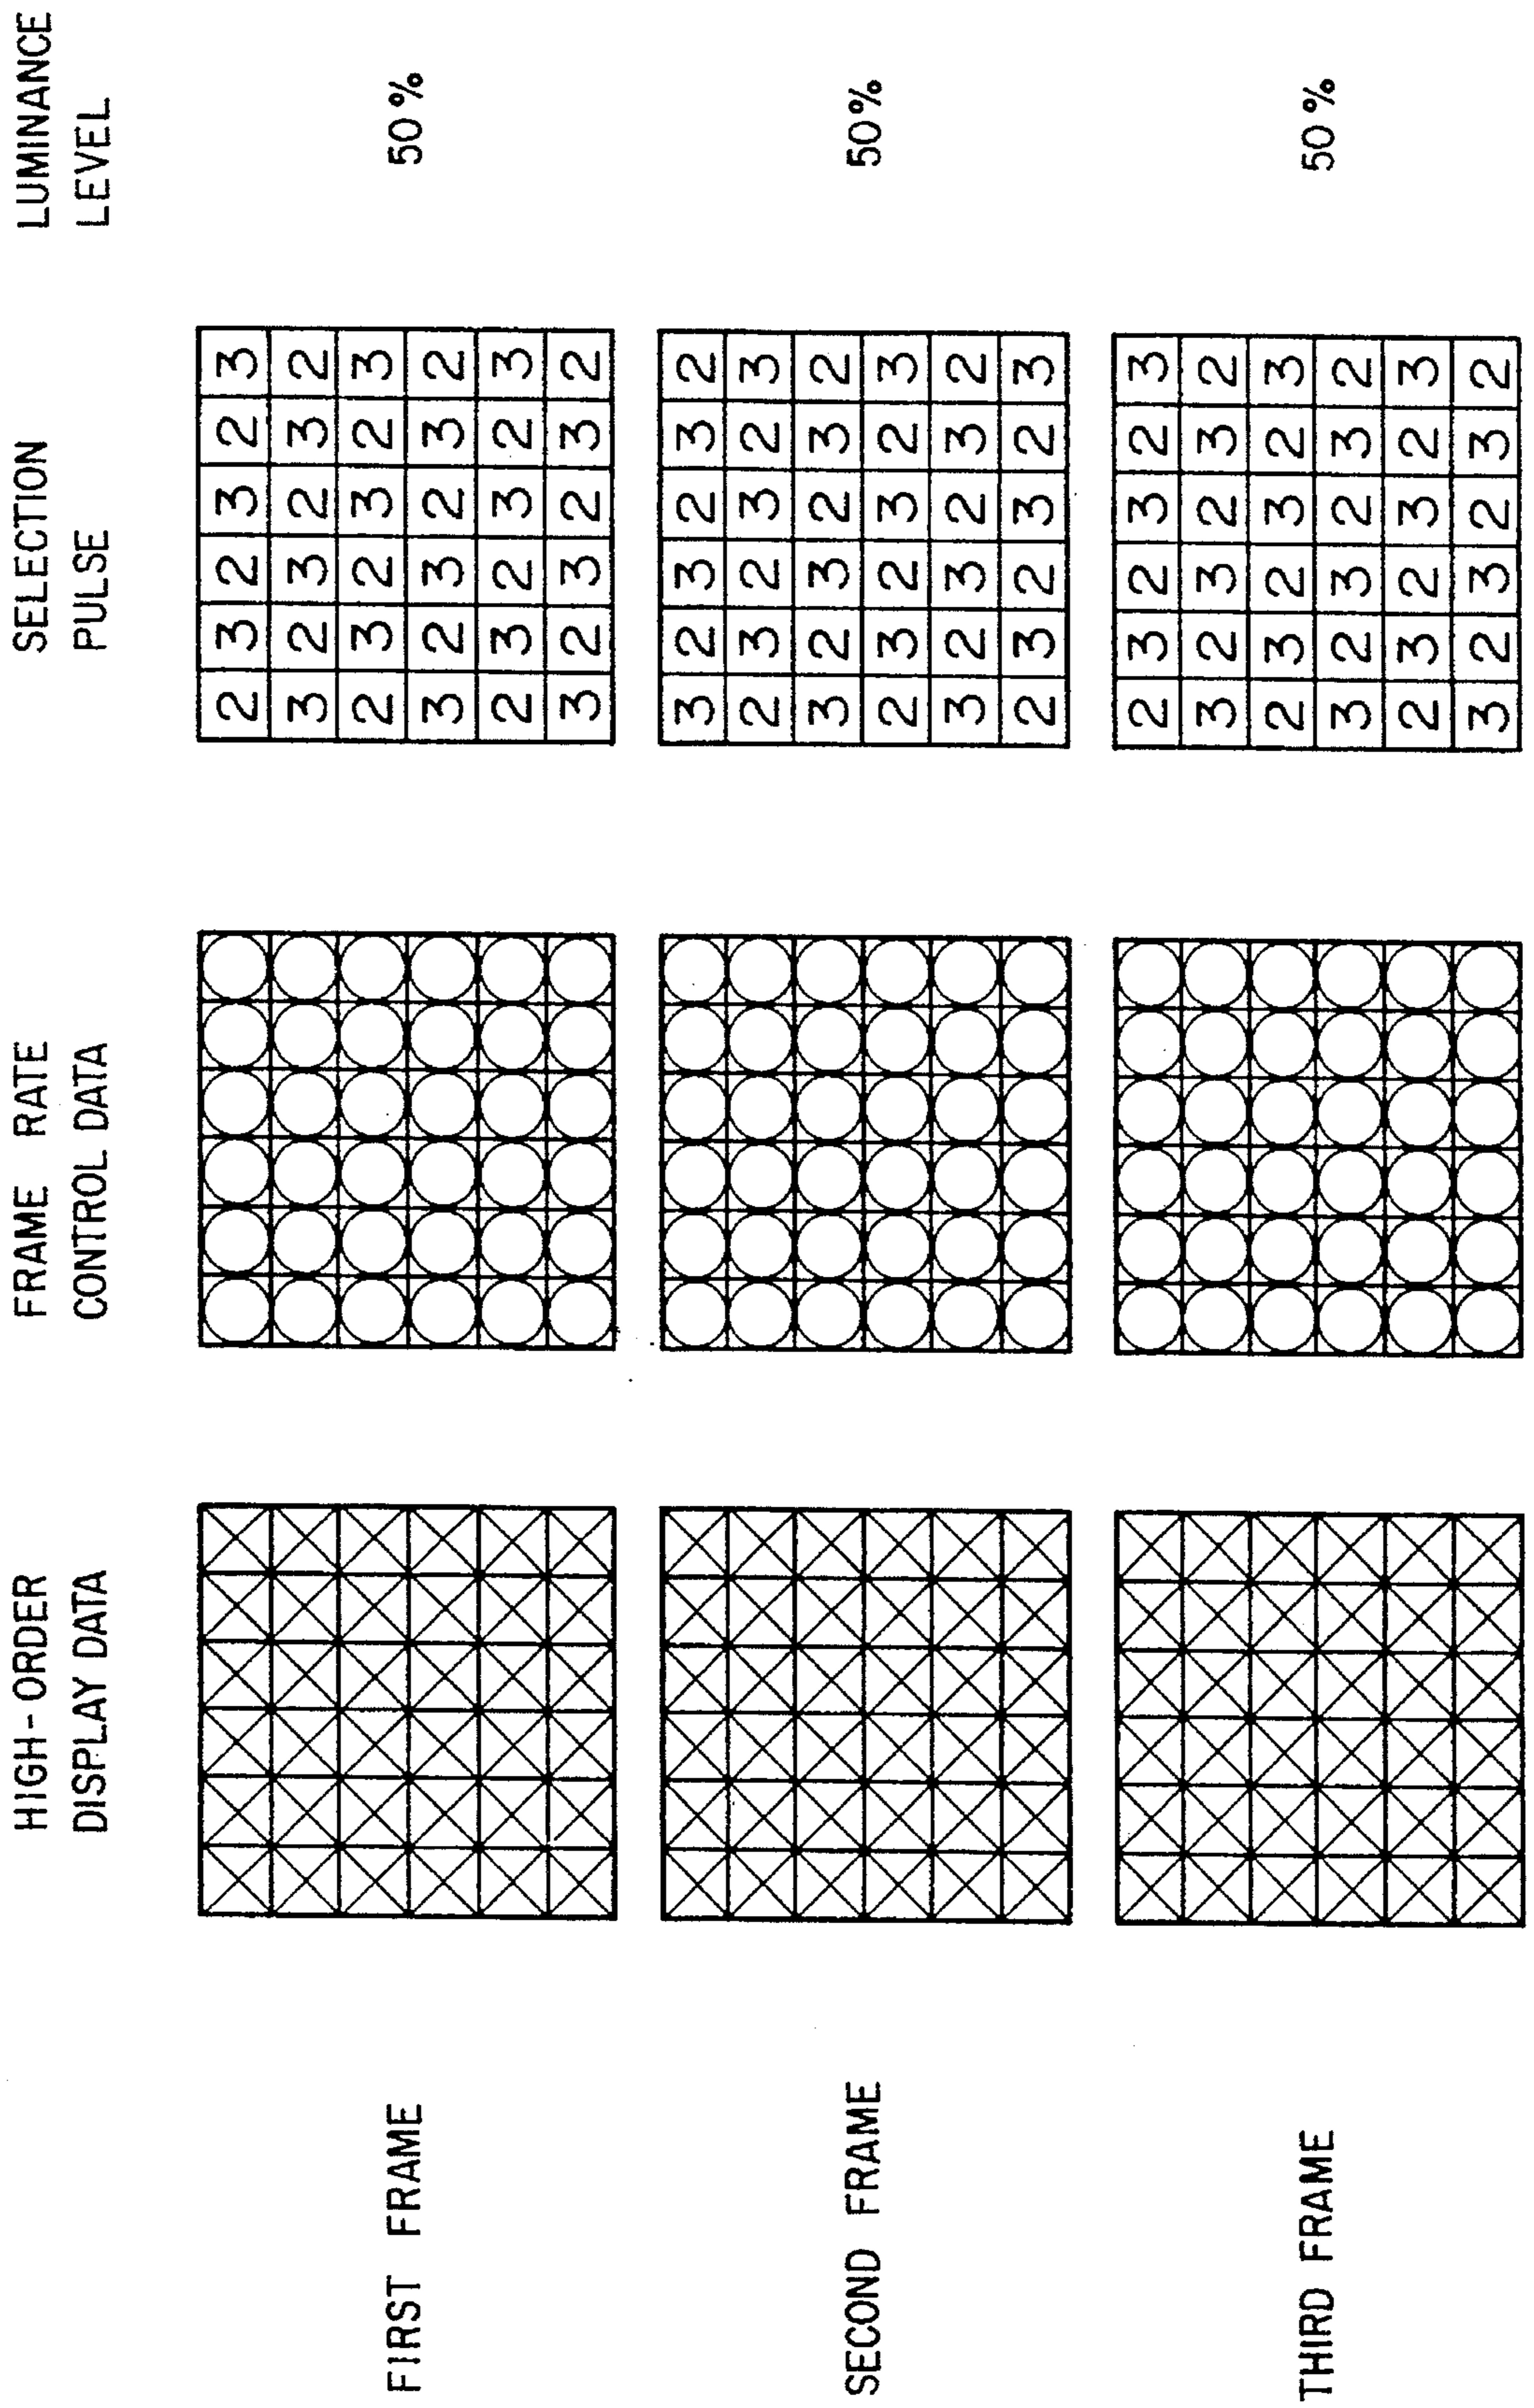 HIGH-ORDER
DISPLAY DATA
FRAME RATE
CONTROL DATA
SELECTION
PULSE
LUMINANCE
LEVEL
FIRST FRAME
2 3 2 3 2 3
3 2 3 2 3 2
2 3 2 3 2 3
3 2 3 2 3 2
2 3 2 3 2 3
3 2 3 2 3 2
50%
SECOND FRAME
3 2 3 2 3 2
2 3 2 3 2 3
3 2 3 2 3 2
2 3 2 3 2 3
3 2 3 2 3 2
2 3 2 3 2 3
50%
THIRD FRAME
2 3 2 3 2 3
3 2 3 2 3 2
2 3 2 3 2 3
3 2 3 2 3 2
2 3 2 3 2 3
3 2 3 2 3 2
50%